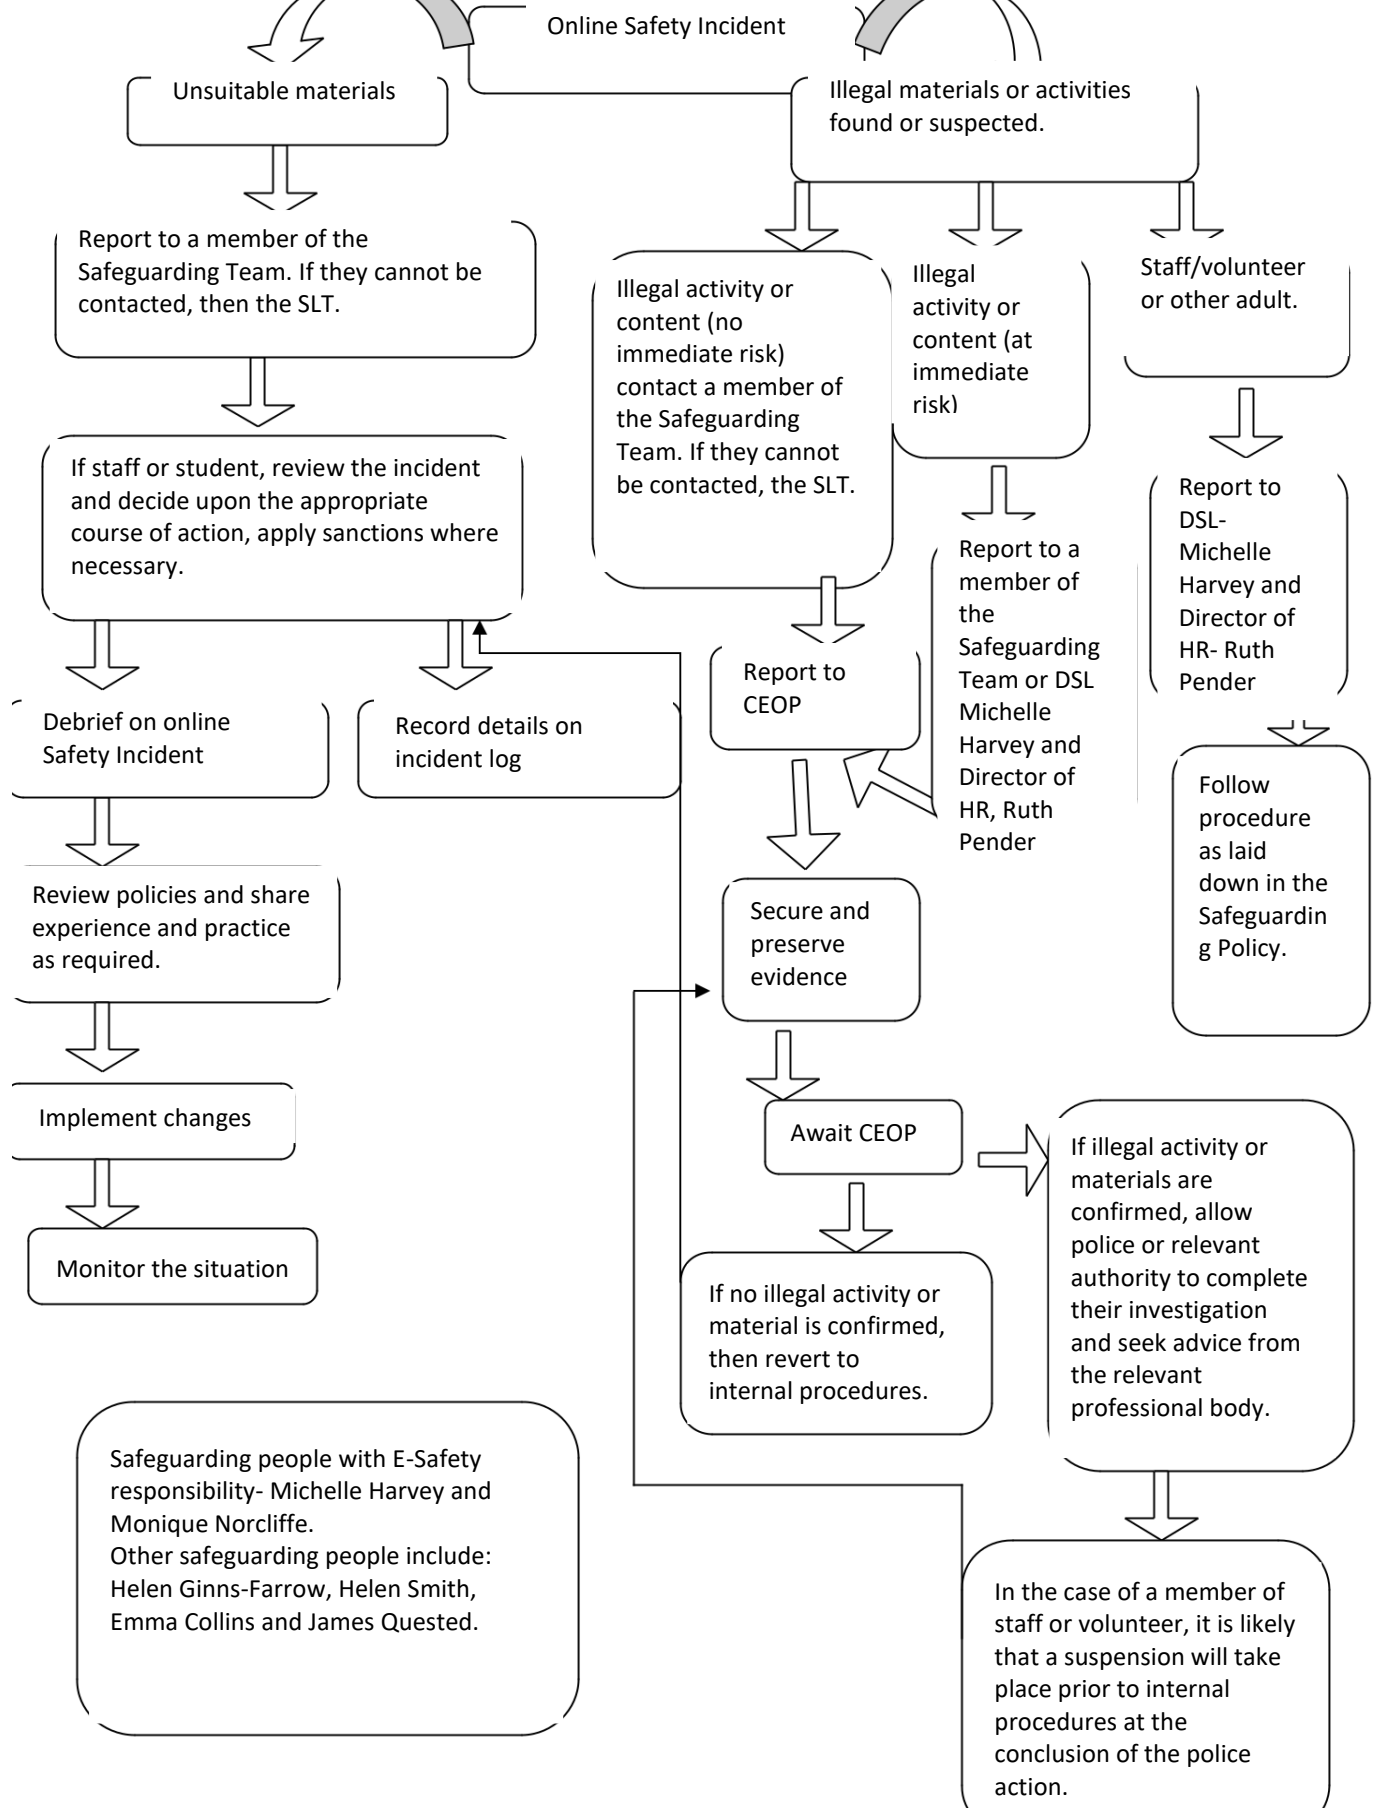 Online Safety Incident
Unsuitable materials
Illegal materials or activities
found or suspected.
Report to a member of the
Safeguarding Team. If they cannot be
contacted, then the SLT.
Illegal activity or
content (no
immediate risk)
contact a member of
the Safeguarding
Team. If they cannot
be contacted, the SLT.
Illegal
activity or
content (at
immediate
risk)
Staff/volunteer
or other adult.
If staff or student, review the incident
and decide upon the appropriate
course of action, apply sanctions where
necessary.
Report to a
member of
the
Safeguarding
Team or DSL
Michelle
Harvey and
Director of
HR, Ruth
Pender
Report to
DSL-
Michelle
Harvey and
Director of
HR- Ruth
Pender
Report to
CEOP
Debrief on online
Safety Incident
Record details on
incident log
Follow
procedure
as laid
down in the
Safeguardin
g Policy.
Review policies and share
experience and practice
as required.
Secure and
preserve
evidence
Implement changes
Await CEOP
If illegal activity or
materials are
confirmed, allow
police or relevant
authority to complete
their investigation
and seek advice from
the relevant
professional body.
Monitor the situation
If no illegal activity or
material is confirmed,
then revert to
internal procedures.
Safeguarding people with E-Safety
responsibility- Michelle Harvey and
Monique Norcliffe.
Other safeguarding people include:
Helen Ginns-Farrow, Helen Smith,
Emma Collins and James Quested.
In the case of a member of
staff or volunteer, it is likely
that a suspension will take
place prior to internal
procedures at the
conclusion of the police
action.